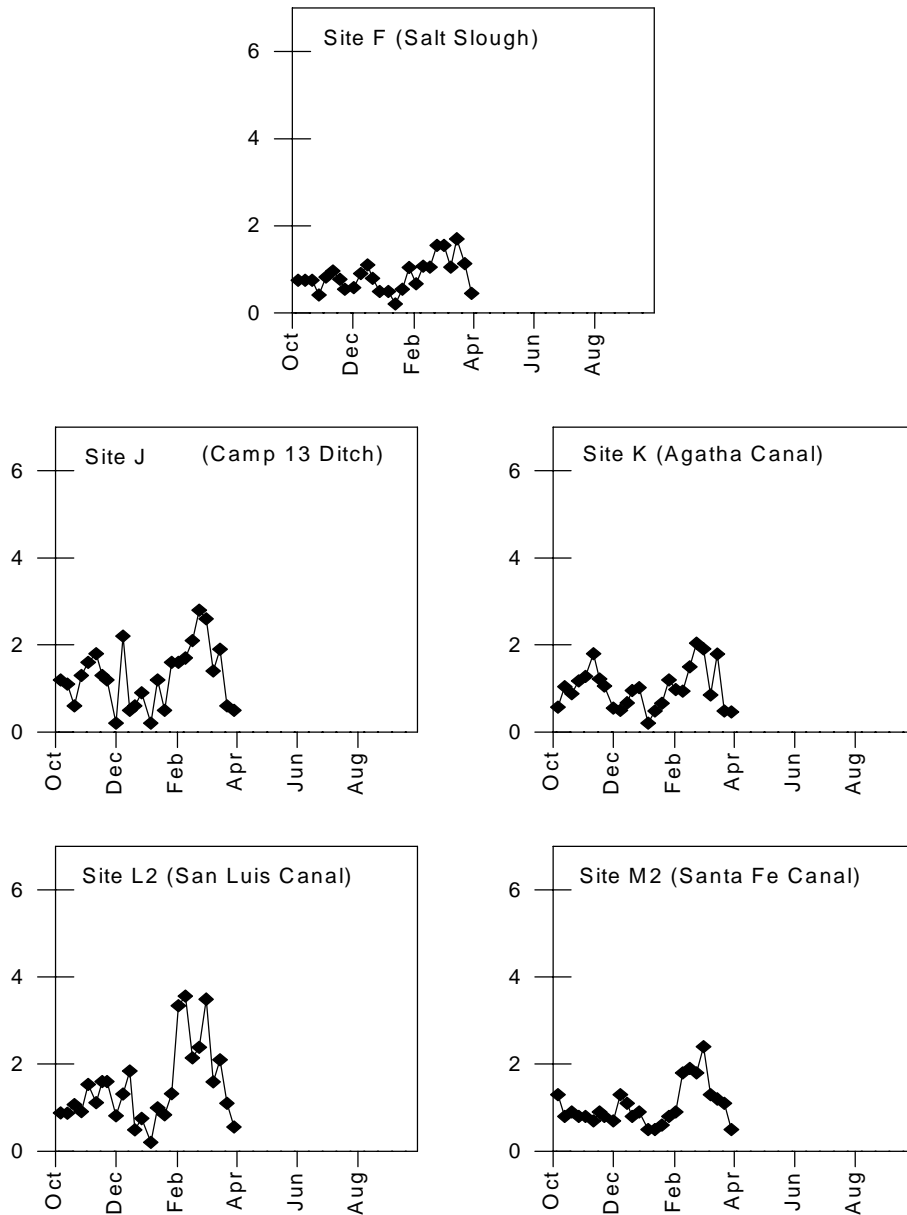 Site F (Salt Slough)
6
4
2
0
Oct
Dec
Feb
Apr
Jun
Aug
Site J (Camp 13 Ditch)
6
4
2
0
Oct
Dec
Feb
Apr
Jun
Aug
Site K (Agatha Canal)
6
4
2
0
Oct
Dec
Feb
Apr
Jun
Aug
Site L2 (San Luis Canal)
6
4
2
0
Oct
Dec
Feb
Apr
Jun
Aug
Site M2 (Santa Fe Canal)
6
4
2
0
Oct
Dec
Feb
Apr
Jun
Aug